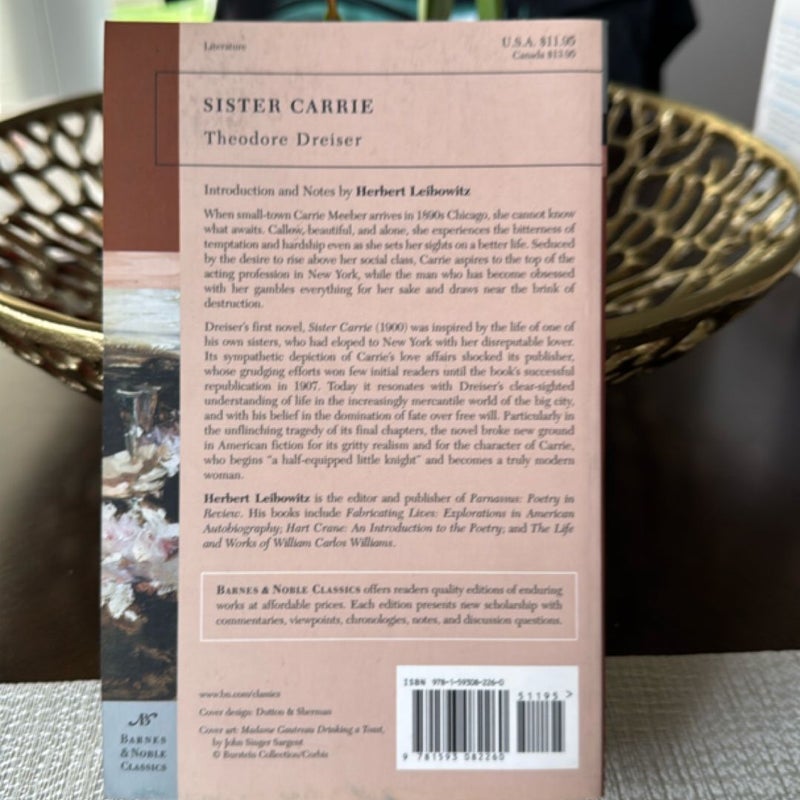 Literature
U.S.A. $11.95
Canada $13.95
SISTER CARRIE
Theodore Dreiser
Introduction and Notes by Herbert Leibowitz
When small-town Carrie Meeber arrives in 1890s Chicago, she cannot know
what awaits. Callow, beautiful, and alone, she experiences the bitterness of
temptation and hardship even as she sets her sights on a better life. Seduced
by the desire to rise above her social class, Carrie aspires to the top of the
acting profession in New York, while the man who has become obsessed
with her gambles everything for her sake and draws near the brink of
destruction.
Dreiser's first novel, Sister Carrie (1900) was inspired by the life of one of
his own sisters, who had eloped to New York with her disreputable lover.
Its sympathetic depiction of Carrie's love affairs shocked its publisher,
whose grudging efforts won few initial readers until the book's successful
republication in 1907. Today it resonates with Dreiser's clear-sighted
understanding of life in the increasingly mercantile world of the big city,
and with his belief in the domination of fate over free will. Particularly in
the unflinching tragedy of its final chapters, the novel broke new ground
in American fiction for its gritty realism and for the character of Carrie,
who begins "a half-equipped little knight" and becomes a truly modern
woman.
Herbert Leibowitz is the editor and publisher of Parnassus: Poetry in
Review. His books include Fabricating Lives: Explorations in American
Autobiography; Hart Crane: An Introduction to the Poetry; and The Life
and Works of William Carlos Williams.
BARNES & NOBLE CLASSICS offers readers quality editions of enduring
works at affordable prices. Each edition presents new scholarship with
commentaries, viewpoints, chronologies, notes, and discussion questions.
www.bn.com/classics
Cover design: Dutton & Sherman
Cover art: Madame Gautreau Drinking a Toast,
by John Singer Sargent
© Burstein Collection/Corbis
BARNES
& NOBLE
CLASSICS
ISBN 978-1-59308-226-0
51195 >
9 781593 082260